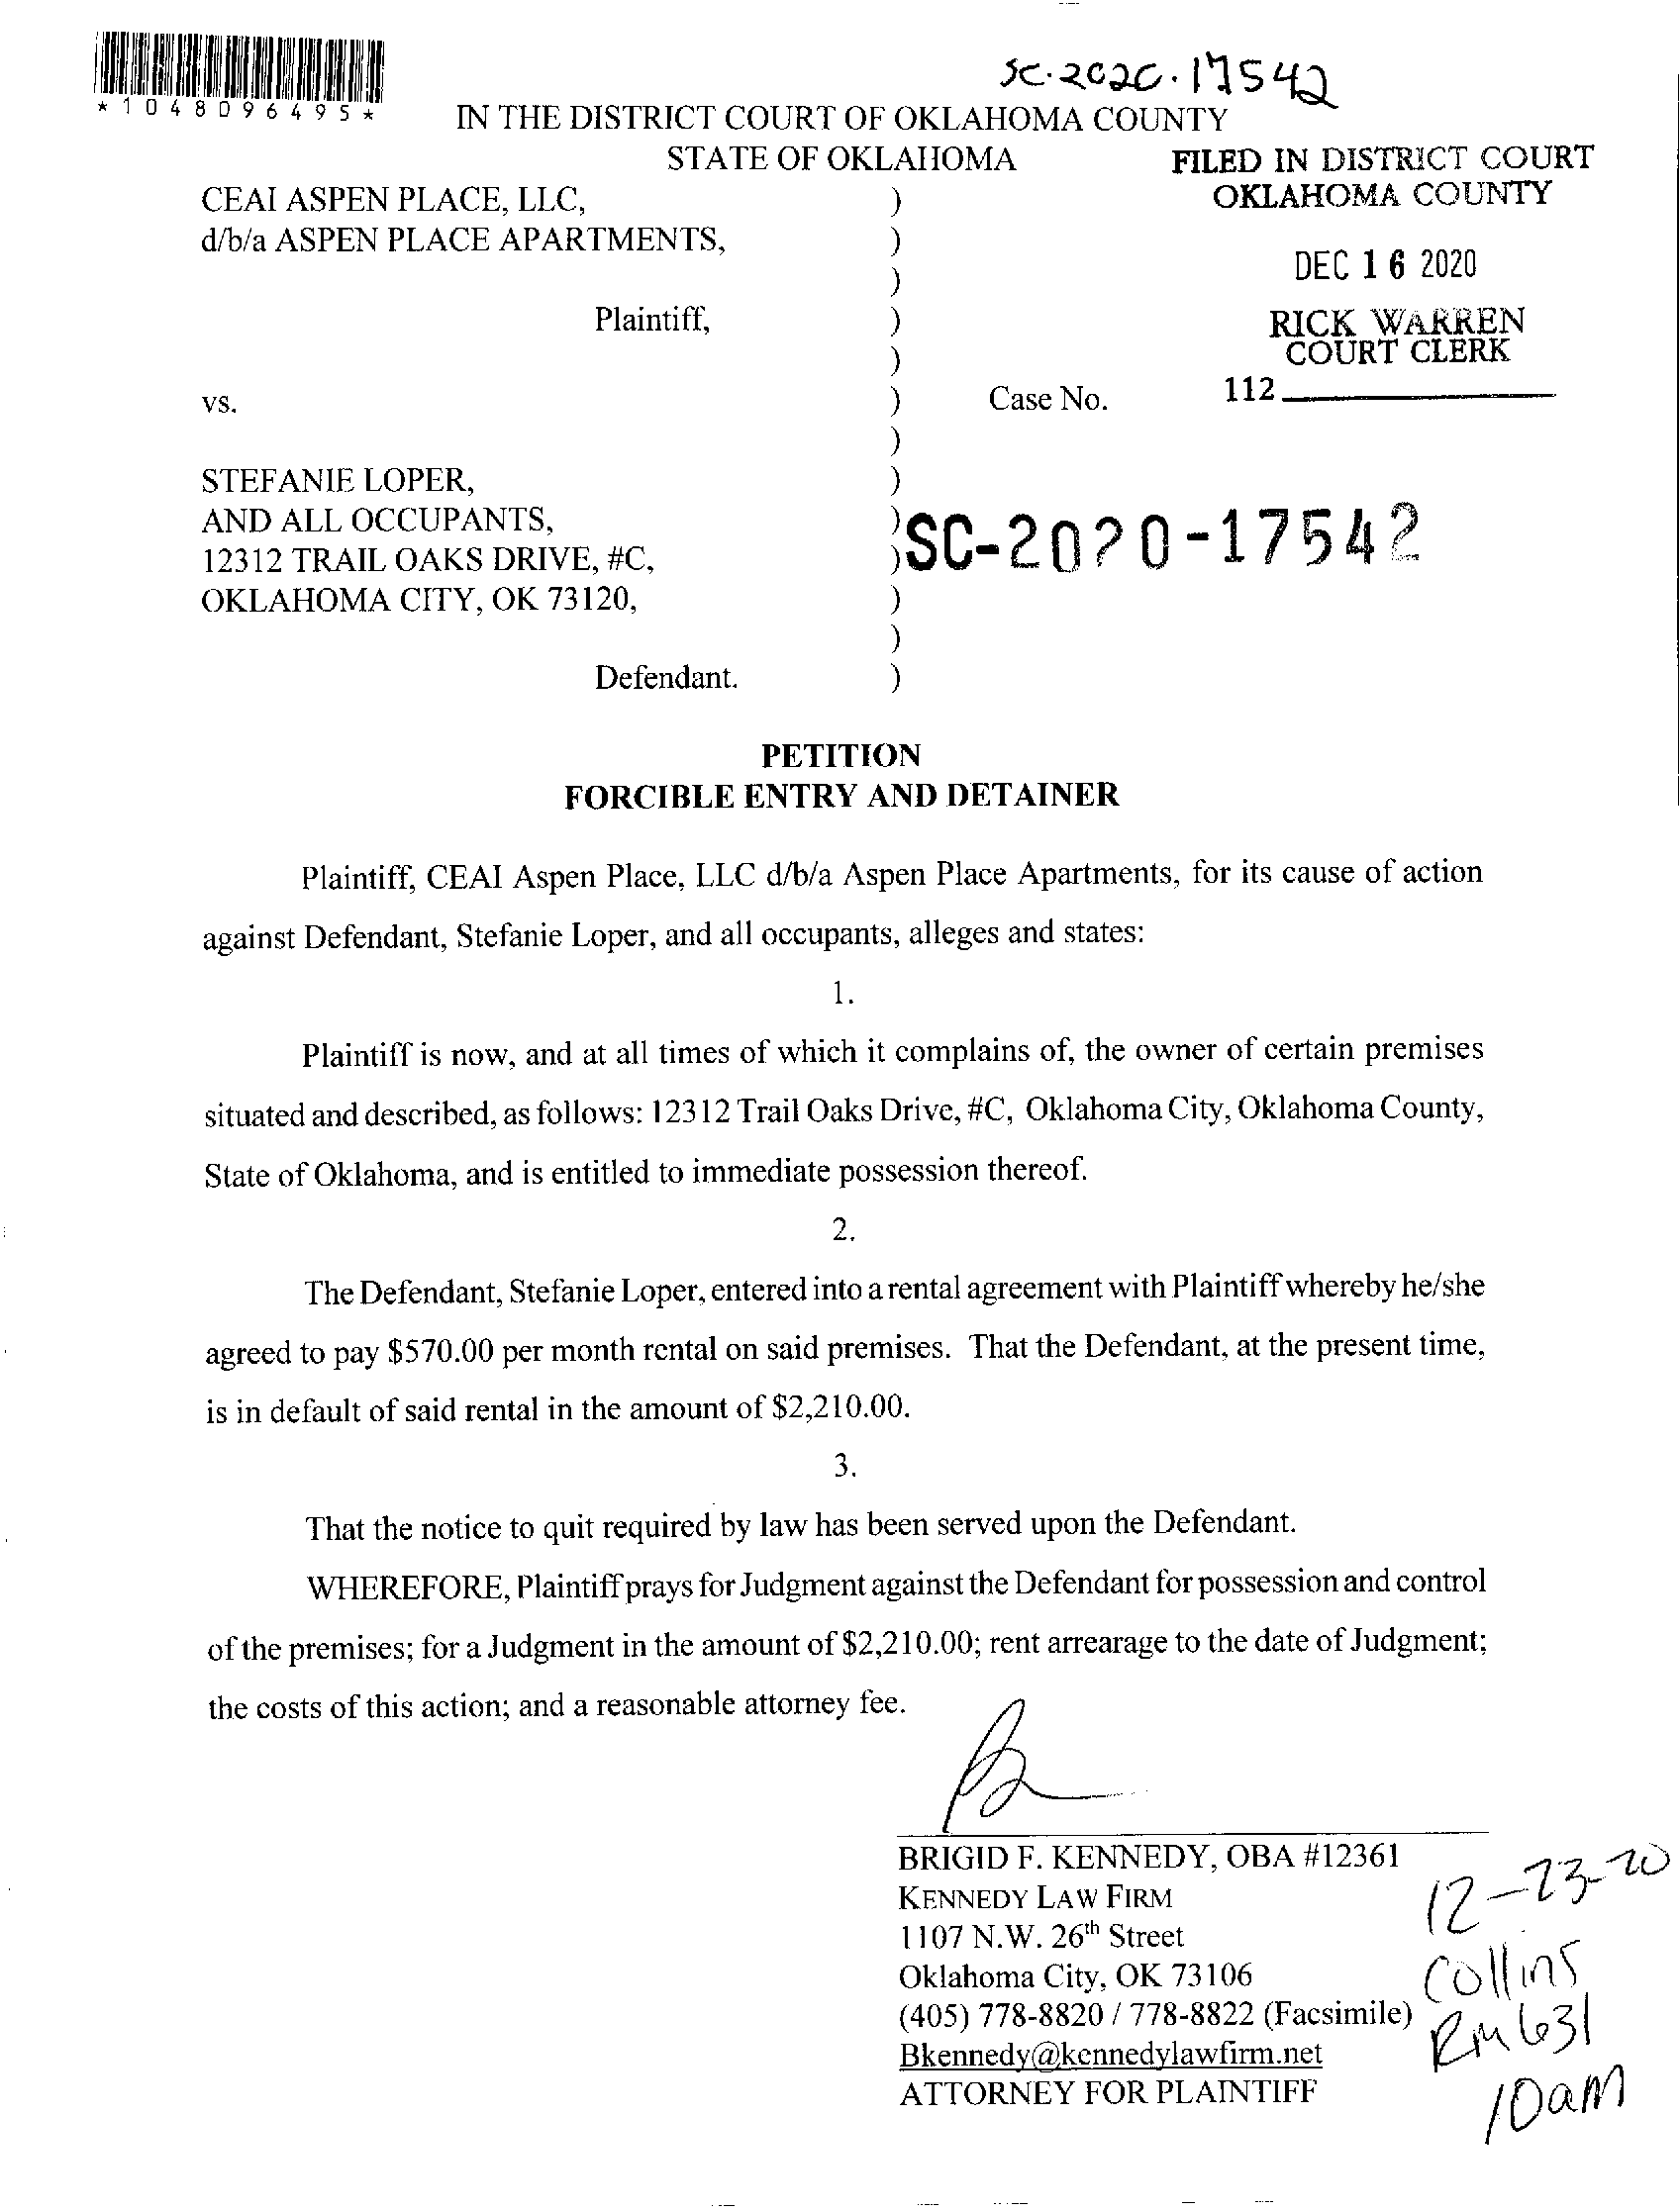 *1048096495*
SC-2020-17542
IN THE DISTRICT COURT OF OKLAHOMA COUNTY
STATE OF OKLAHOMA
FILED IN DISTRICT COURT
OKLAHOMA COUNTY
DEC 16 2020
RICK WARREN
COURT CLERK
112
CEAI ASPEN PLACE, LLC, )
d/b/a ASPEN PLACE APARTMENTS, )
)
Plaintiff, )
)
vs. ) Case No.
)
STEFANIE LOPER, )
AND ALL OCCUPANTS, )
12312 TRAIL OAKS DRIVE, #C, )
OKLAHOMA CITY, OK 73120, )
)
Defendant. )
SC-2020-17542
PETITION
FORCIBLE ENTRY AND DETAINER
Plaintiff, CEAI Aspen Place, LLC d/b/a Aspen Place Apartments, for its cause of action
against Defendant, Stefanie Loper, and all occupants, alleges and states:
1.
Plaintiff is now, and at all times of which it complains of, the owner of certain premises
situated and described, as follows: 12312 Trail Oaks Drive, #C, Oklahoma City, Oklahoma County,
State of Oklahoma, and is entitled to immediate possession thereof.
2.
The Defendant, Stefanie Loper, entered into a rental agreement with Plaintiff whereby he/she
agreed to pay $570.00 per month rental on said premises. That the Defendant, at the present time,
is in default of said rental in the amount of $2,210.00.
3.
That the notice to quit required by law has been served upon the Defendant.
WHEREFORE, Plaintiff prays for Judgment against the Defendant for possession and control
of the premises; for a Judgment in the amount of $2,210.00; rent arrearage to the date of Judgment;
the costs of this action; and a reasonable attorney fee.
BRIGID F. KENNEDY, OBA #12361
KENNEDY LAW FIRM
1107 N.W. 26th Street
Oklahoma City, OK 73106
(405) 778-8820 / 778-8822 (Facsimile)
Bkennedy@kennedylawfirm.net
ATTORNEY FOR PLAINTIFF
12-23-20
Collins
Rm 631
10am